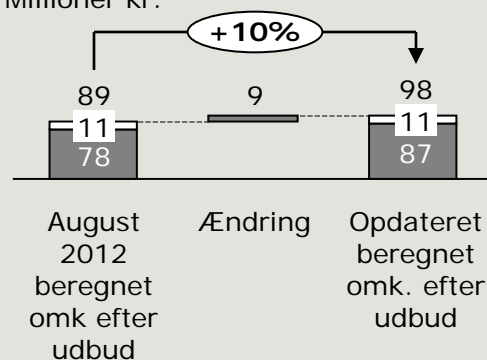 Millioner kr.
+10%
89
9
98
11
11
78
87
August
2012
beregnet
omk efter
udbud
Ændring
Opdateret
beregnet
omk. efter
udbud